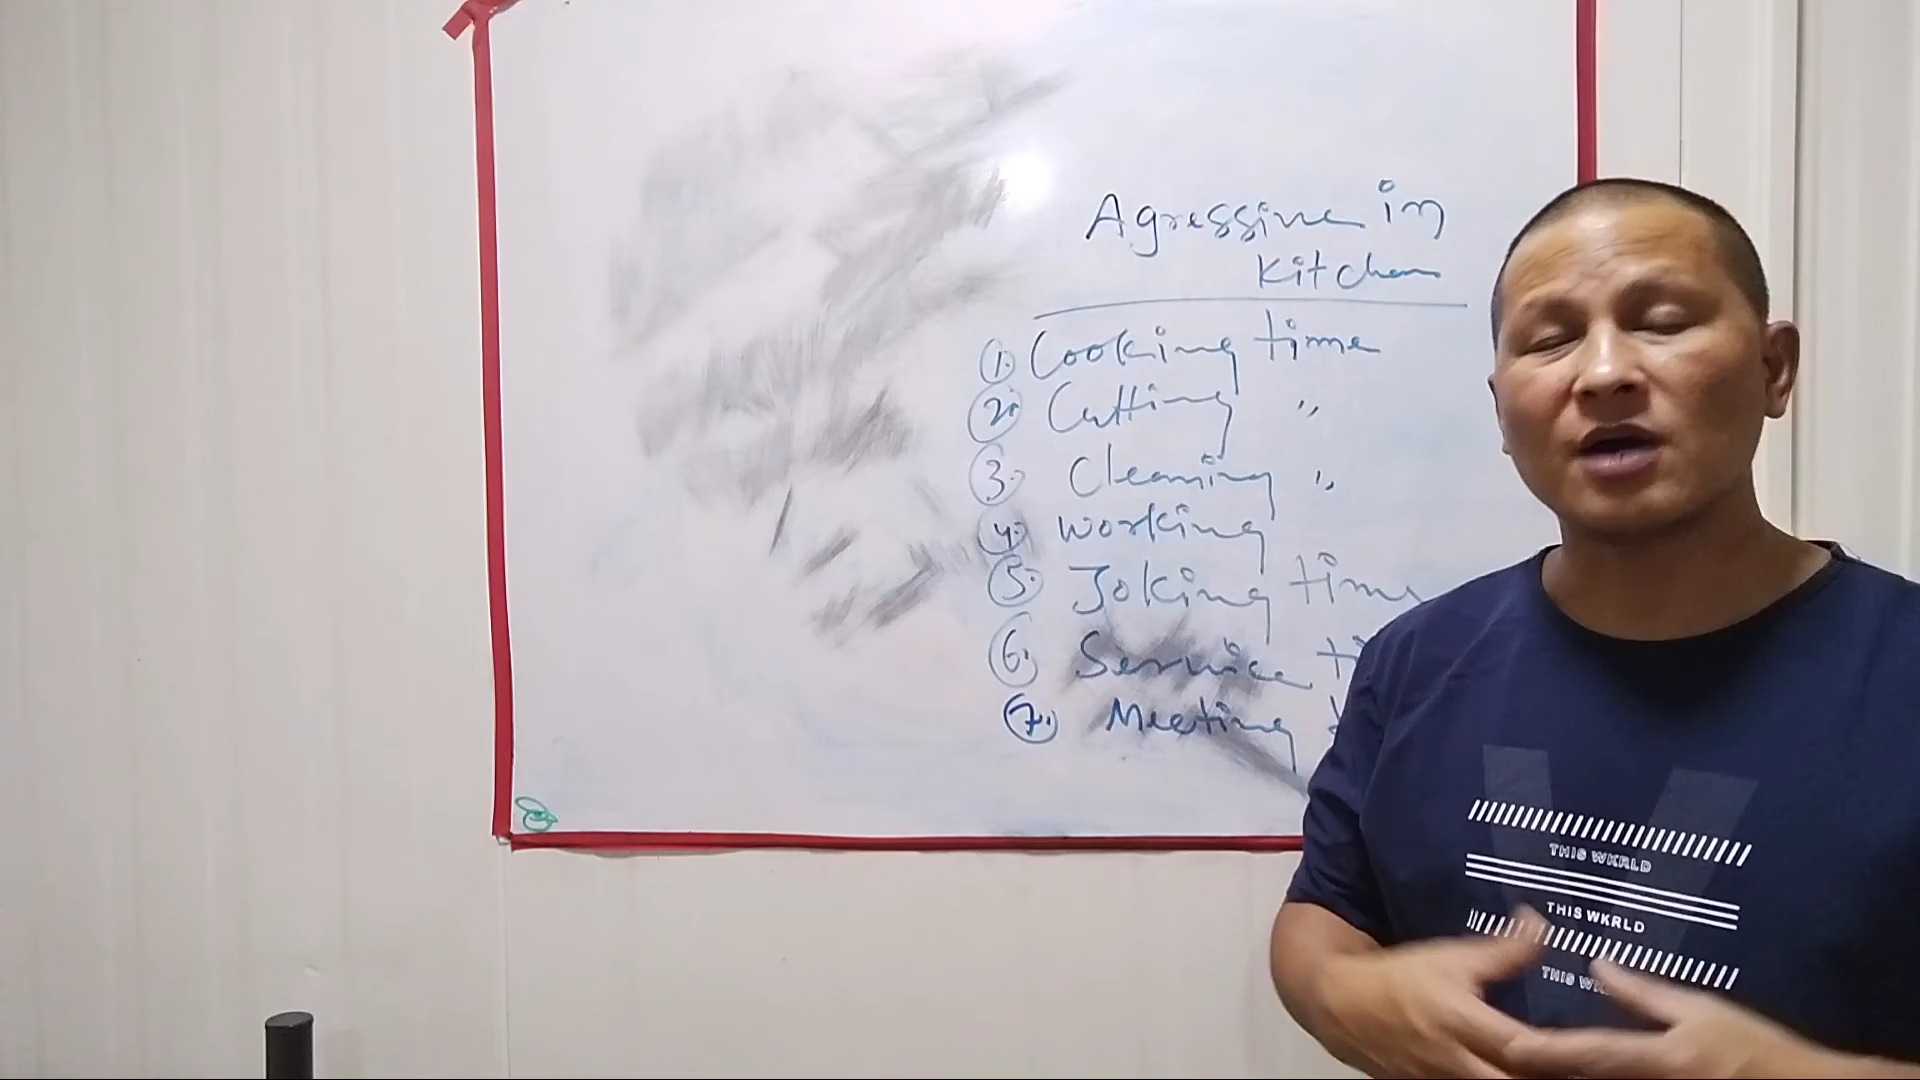 Agressive in
kitchen
1. Cooking time
2. Cutting "
3. Cleaning "
4. working
5. Joking time
6. Service
7. Meeting
THIS WKRLD
THIS WKRLD
THIS